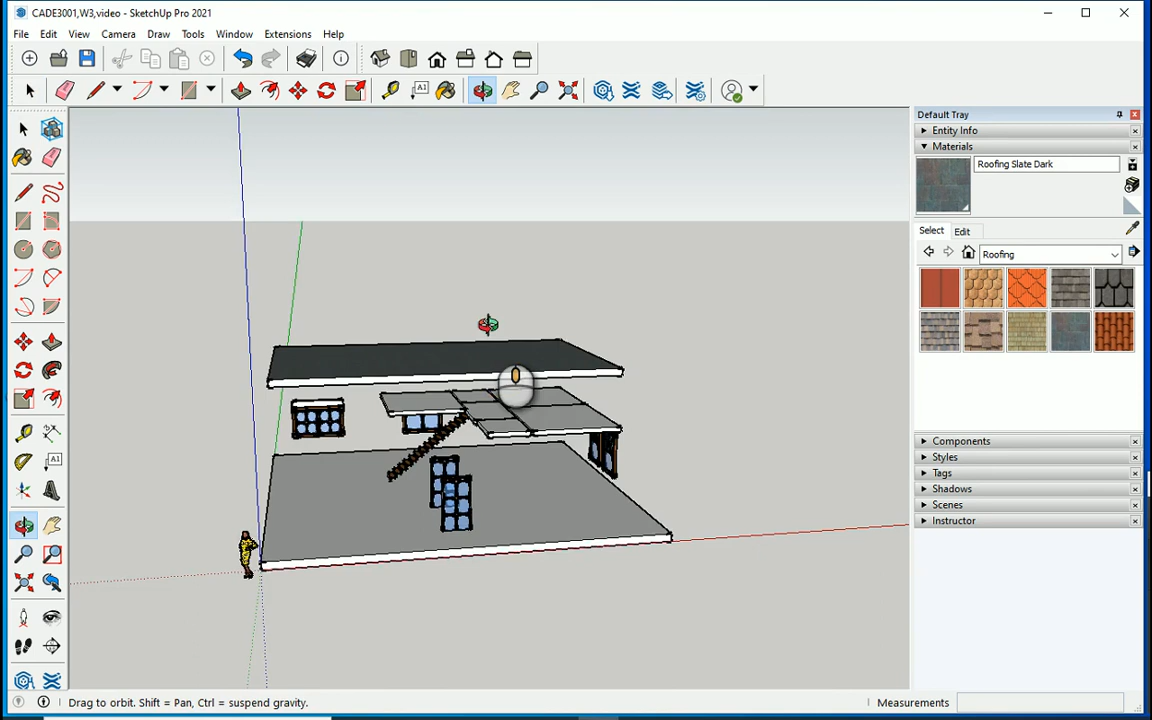 CADE3001,W3,video - SketchUp Pro 2021
File Edit View Camera Draw Tools Window Extensions Help
A1
Default Tray
Entity Info
Materials
Roofing Slate Dark
Select Edit
Roofing
Components
Styles
Tags
Shadows
Scenes
Instructor
A1
Drag to orbit. Shift = Pan, Ctrl = suspend gravity.
Measurements